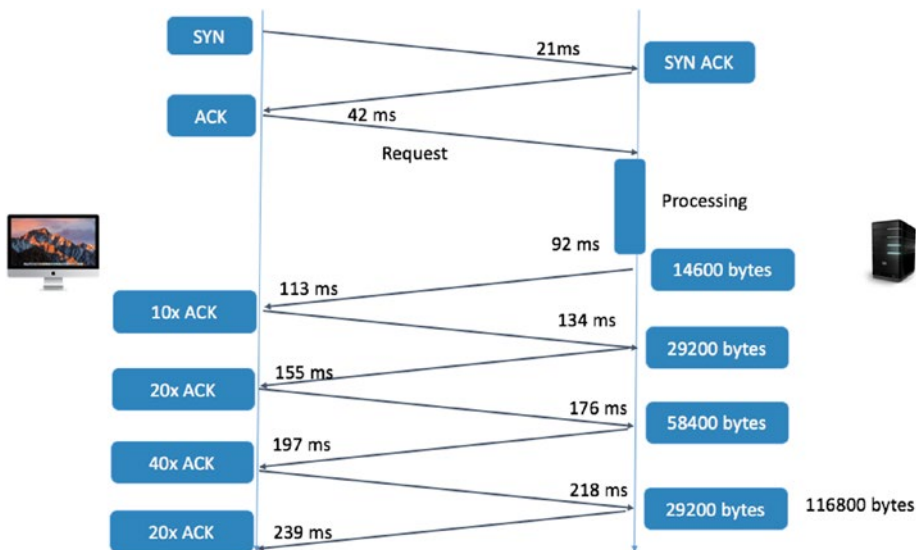 SYN
21ms
SYN ACK
ACK
42 ms
Request
Processing
92 ms
14600 bytes
113 ms
10x ACK
134 ms
29200 bytes
155 ms
20x ACK
176 ms
58400 bytes
197 ms
40x ACK
218 ms
29200 bytes
116800 bytes
20x ACK
239 ms